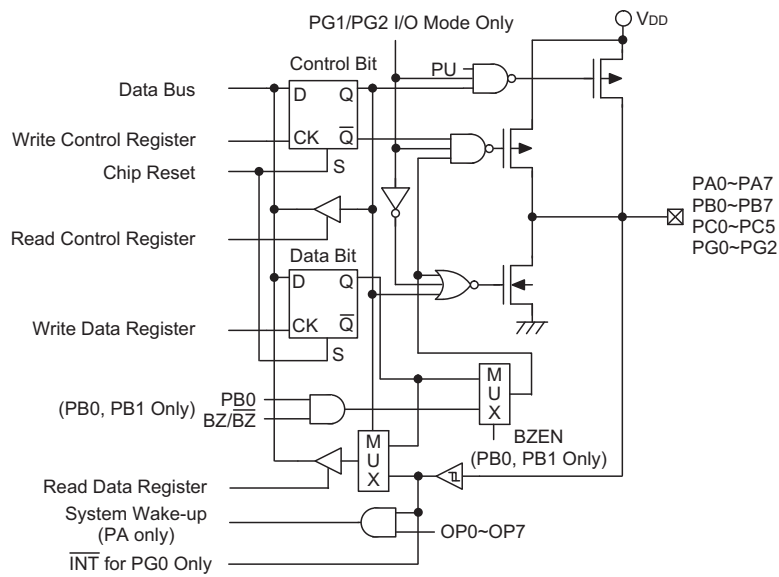 PG1/PG2 I/O Mode Only
VDD
Control Bit
PU
Data Bus
D
Q
Write Control Register
CK
Q̅
Chip Reset
S
PA0~PA7
PB0~PB7
PC0~PC5
PG0~PG2
Read Control Register
Data Bit
D
Q
Write Data Register
CK
Q̅
S
M
U
X
PB0
(PB0, PB1 Only)
BZ/B̅Z̅
BZEN
(PB0, PB1 Only)
M
U
X
Read Data Register
System Wake-up
(PA only)
OP0~OP7
I̅N̅T̅ for PG0 Only